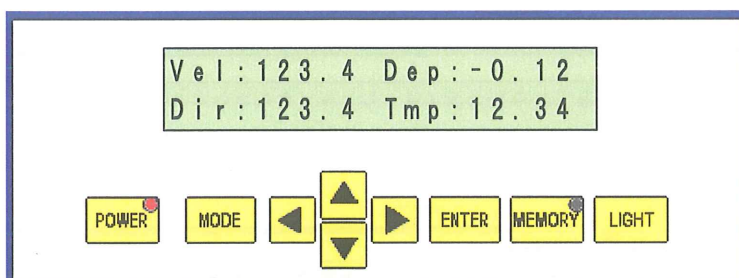 Vel:123.4 Dep:-0.12
Dir:123.4 Tmp:12.34
POWER MODE ENTER MEMORY LIGHT